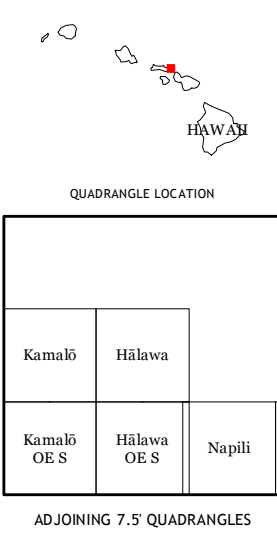 HAWAII
QUADRANGLE LOCATION
Kamalō
Hālawa
Kamalō
OE S
Hālawa
OE S
Napili
ADJOINING 7.5' QUADRANGLES